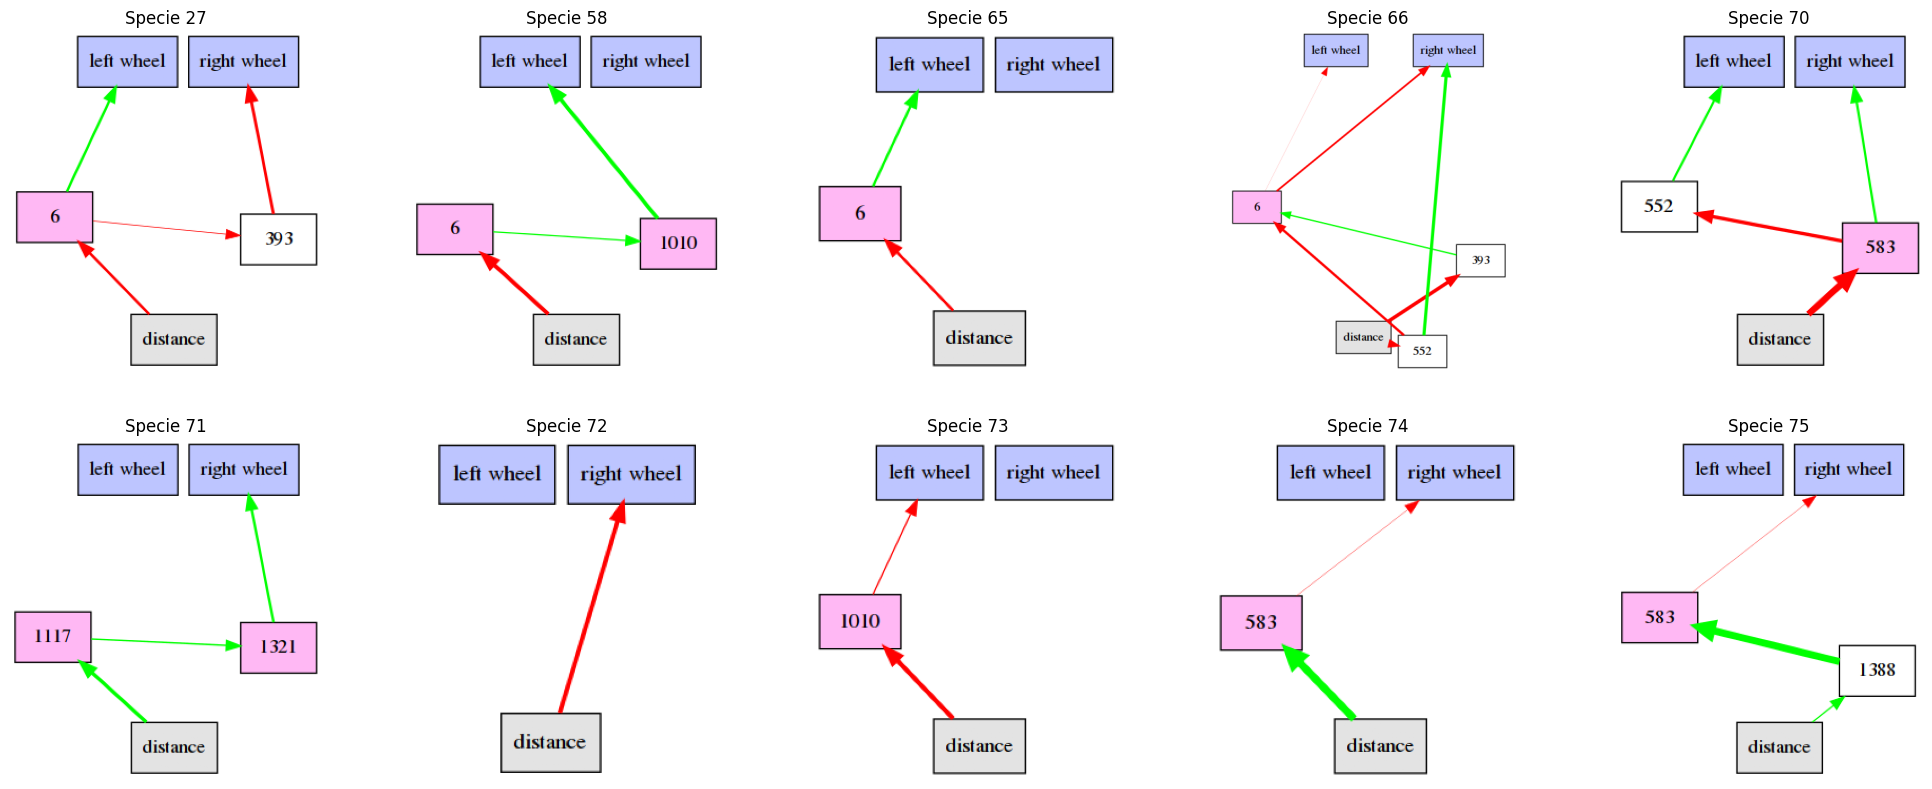 Specie 27
left wheel
right wheel
6
393
distance
Specie 58
left wheel
right wheel
6
1010
distance
Specie 65
left wheel
right wheel
6
distance
Specie 66
left wheel
right wheel
6
393
distance
552
Specie 70
left wheel
right wheel
552
583
distance
Specie 71
left wheel
right wheel
1117
1321
distance
Specie 72
left wheel
right wheel
distance
Specie 73
left wheel
right wheel
1010
distance
Specie 74
left wheel
right wheel
583
distance
Specie 75
left wheel
right wheel
583
1388
distance